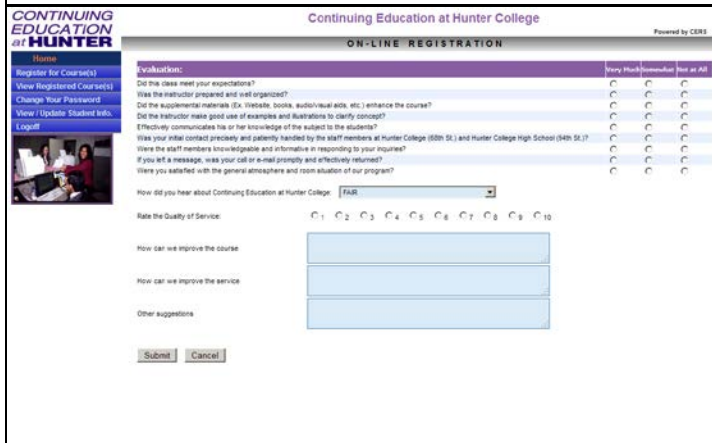 CONTINUING
EDUCATION
at HUNTER
Continuing Education at Hunter College
Powered by CERS
ON-LINE REGISTRATION
Home
Register for Course(s)
View Registered Course(s)
Change Your Password
View / Update Student Info.
Logoff
Evaluation: Very Much Somewhat Not at All
Did this class meet your expectations?
Was the instructor prepared and well organized?
Did the supplemental materials (Ex. Website, books, audio/visual aids, etc.) enhance the course?
Did the instructor make good use of examples and illustrations to clarify concept?
Effectively communicates his or her knowledge of the subject to the students?
Was your initial contact precisely and patiently handled by the staff members at Hunter College (68th St.) and Hunter College High School (94th St.)?
Were the staff members knowledgeable and informative in responding to your inquiries?
If you left a message, was your call or e-mail promptly and effectively returned?
Were you satisfied with the general atmosphere and room situation of our program?
How did you hear about Continuing Education at Hunter College: FAIR
Rate the Quality of Service: 1 2 3 4 5 6 7 8 9 10
How can we improve the course
How can we improve the service
Other suggestions
Submit Cancel